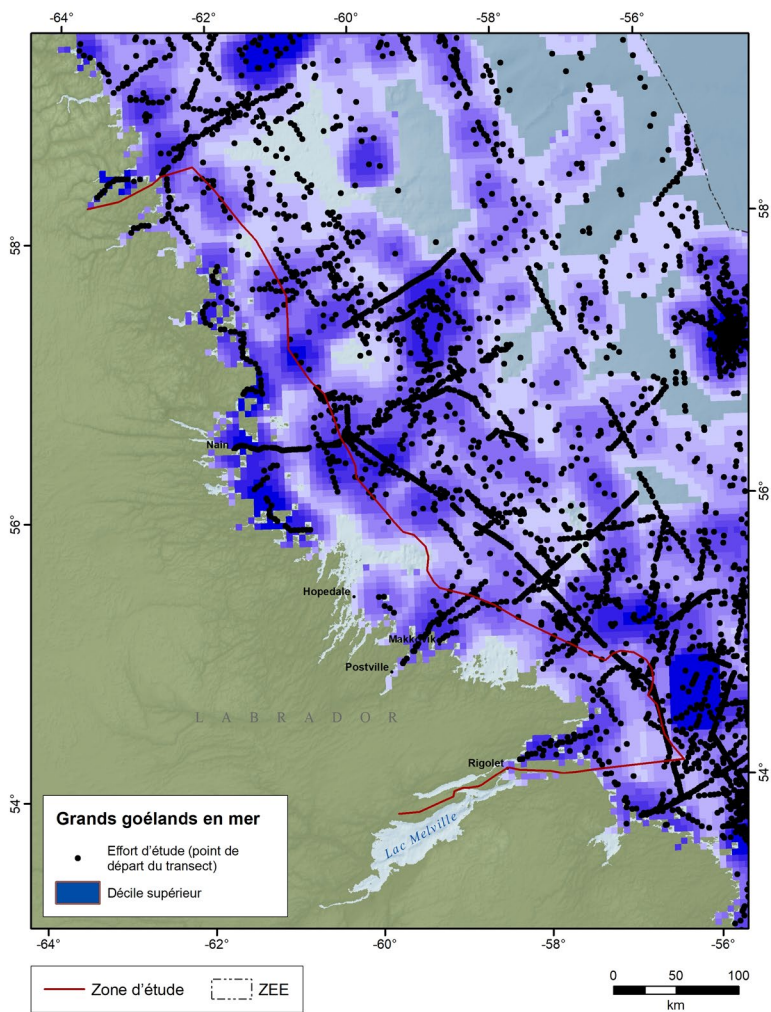 -64°
-62°
-60°
-58°
-56°
58°
58°
Nain
56°
56°
Hopedale
Makkovik
Postville
LABRADOR
Rigolet
54°
54°
Lac Melville
Grands goélands en mer
Effort d'étude (point de
départ du transect)
Décile supérieur
-64°
-62°
-60°
-58°
-56°
Zone d'étude
ZEE
0 50 100
km